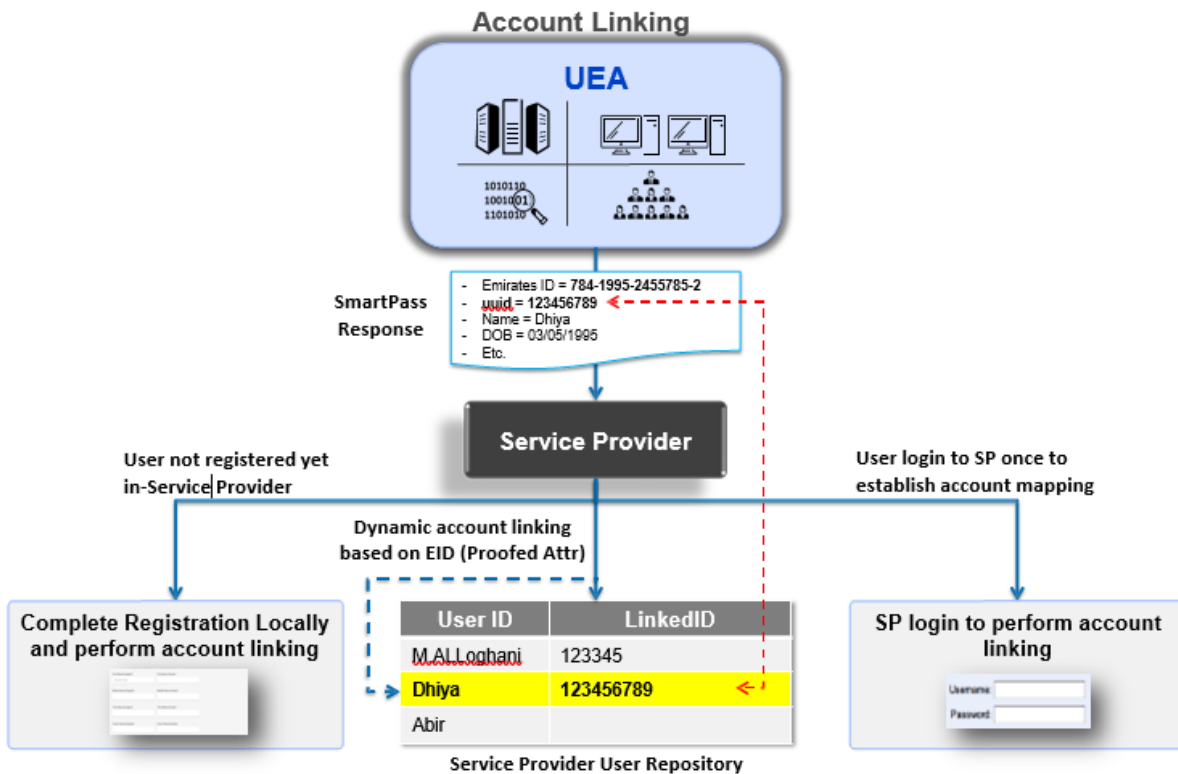 Account Linking
UEA
1010110
1001001
1101010
SmartPass
Response
- Emirates ID = 784-1995-2455785-2
- uuid = 123456789
- Name = Dhiya
- DOB = 03/05/1995
- Etc.
Service Provider
User not registered yet
in-Service Provider
User login to SP once to
establish account mapping
Dynamic account linking
based on EID (Proofed Attr)
Complete Registration Locally
and perform account linking
User ID LinkedID
M.ALLoghani 123345
Dhiya 123456789
Abir
Service Provider User Repository
SP login to perform account
linking
Username:
Password: